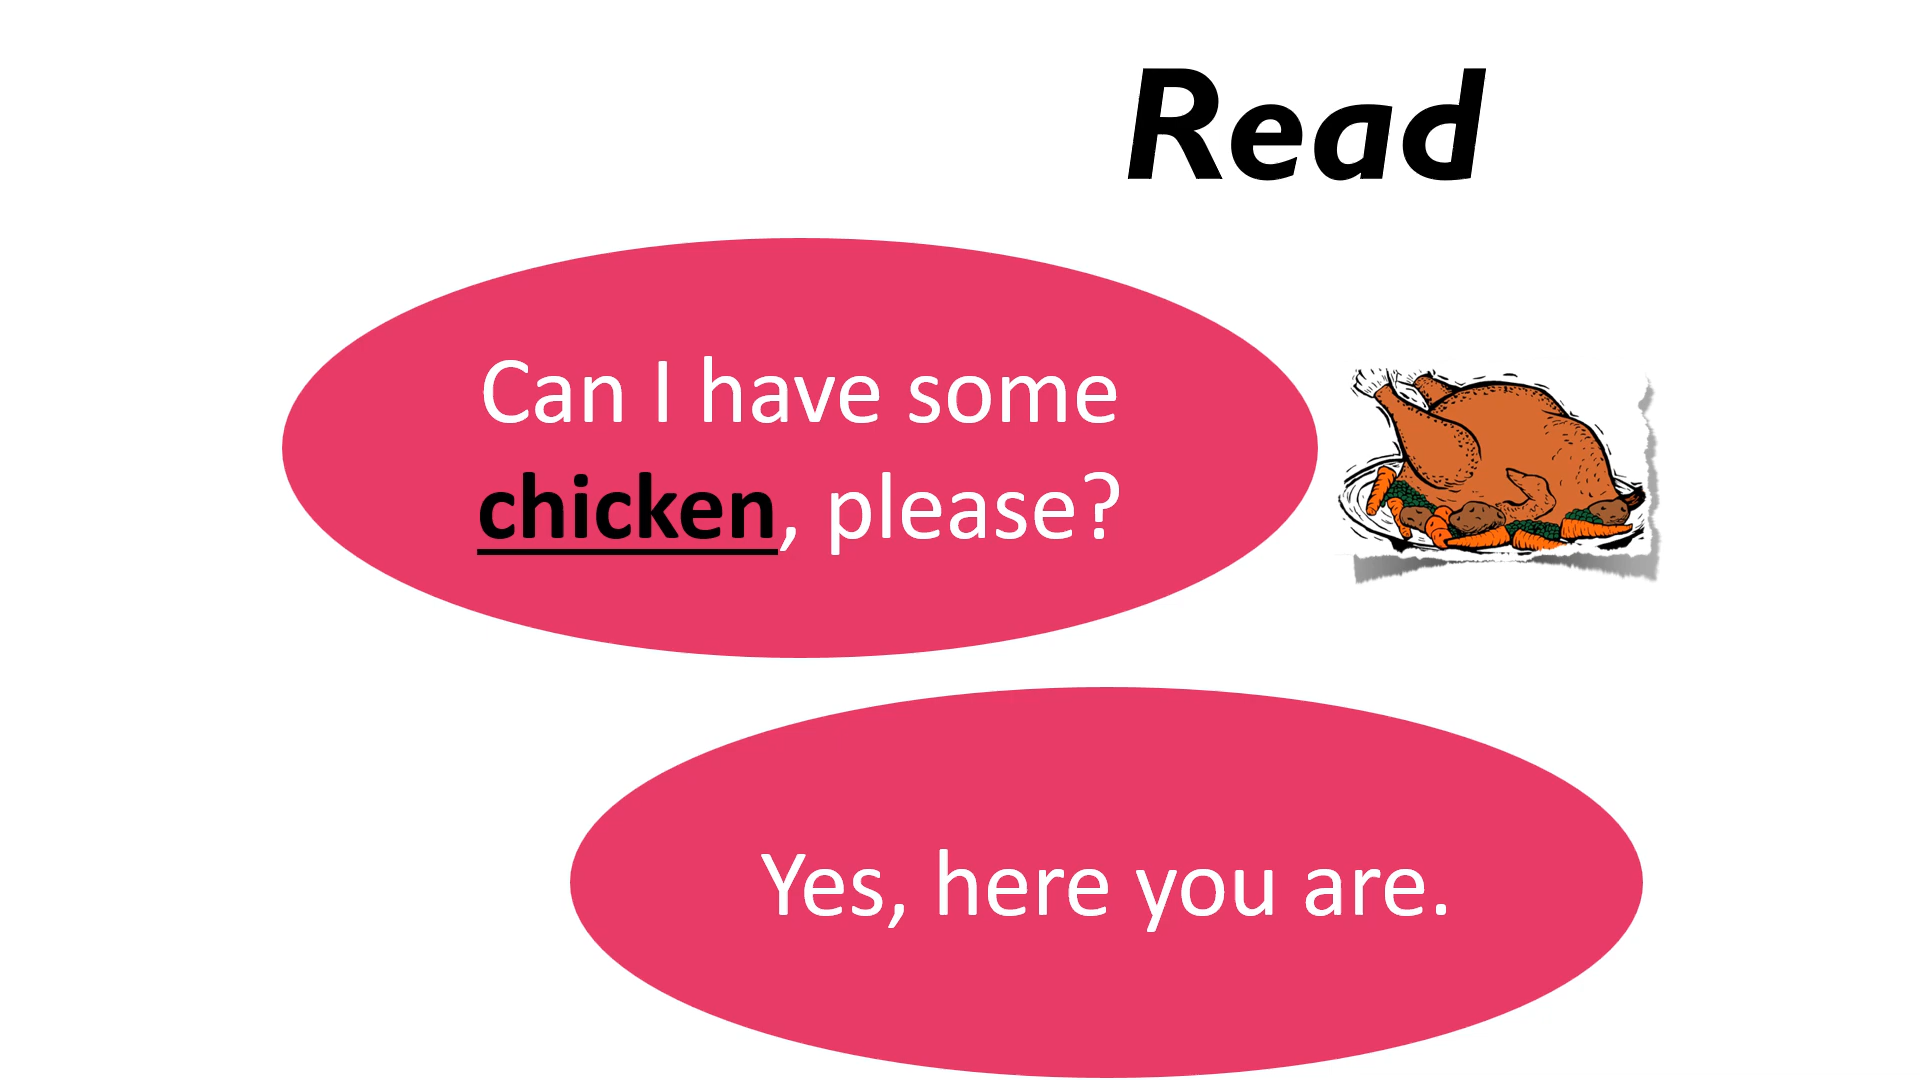 Read
Can I have some
chicken, please?
Yes, here you are.